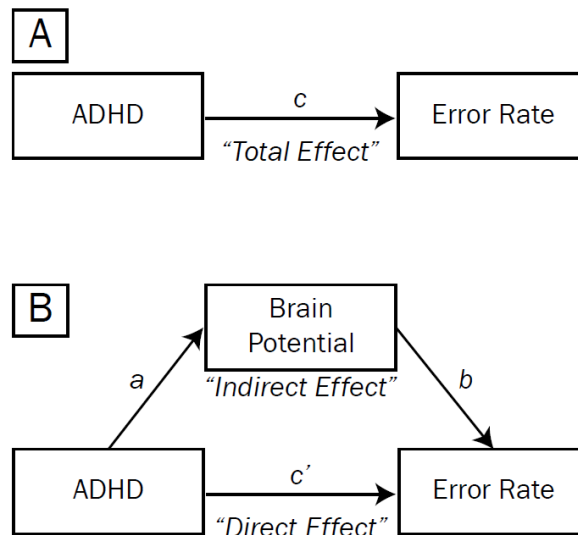 A
ADHD
c
Error Rate
“Total Effect”
B
Brain
Potential
a
“Indirect Effect”
b
ADHD
c’
Error Rate
“Direct Effect”